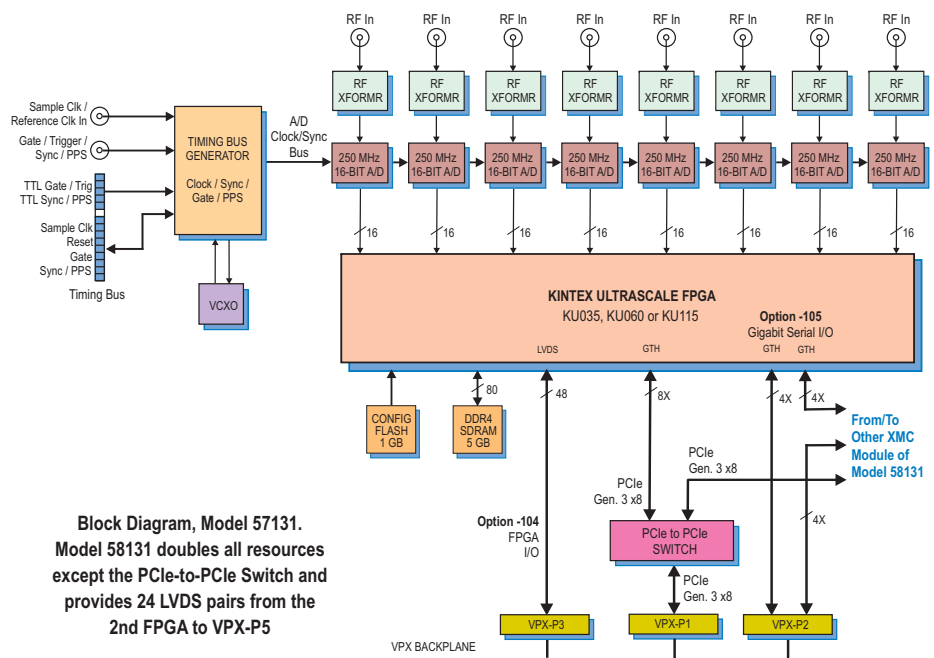 RF In RF In RF In RF In RF In RF In RF In RF In
RF XFORMR RF XFORMR RF XFORMR RF XFORMR RF XFORMR RF XFORMR RF XFORMR RF XFORMR
Sample Clk /
Reference Clk In
Gate / Trigger /
Sync / PPS
TTL Gate / Trig
TTL Sync / PPS
Sample Clk
Reset
Gate
Sync / PPS
Timing Bus
TIMING BUS
GENERATOR
Clock / Sync /
Gate / PPS
VCXO
A/D
Clock/Sync
Bus
250 MHz 250 MHz 250 MHz 250 MHz 250 MHz 250 MHz 250 MHz 250 MHz
16-BIT A/D 16-BIT A/D 16-BIT A/D 16-BIT A/D 16-BIT A/D 16-BIT A/D 16-BIT A/D 16-BIT A/D
16 16 16 16 16 16 16 16
KINTEX ULTRASCALE FPGA
KU035, KU060 or KU115
Option -105
Gigabit Serial I/O
LVDS GTH GTH GTH
80 48 8X 4X 4X
CONFIG
FLASH
1 GB
DDR4
SDRAM
5 GB
From/To
Other XMC
Module of
Model 58131
PCIe
Gen. 3 x8
PCIe
Gen. 3 x8
4X
Option -104
FPGA
I/O
PCIe to PCIe
SWITCH
PCIe
Gen. 3 x8
Block Diagram, Model 57131.
Model 58131 doubles all resources
except the PCIe-to-PCIe Switch and
provides 24 LVDS pairs from the
2nd FPGA to VPX-P5
VPX-P3 VPX-P1 VPX-P2
VPX BACKPLANE